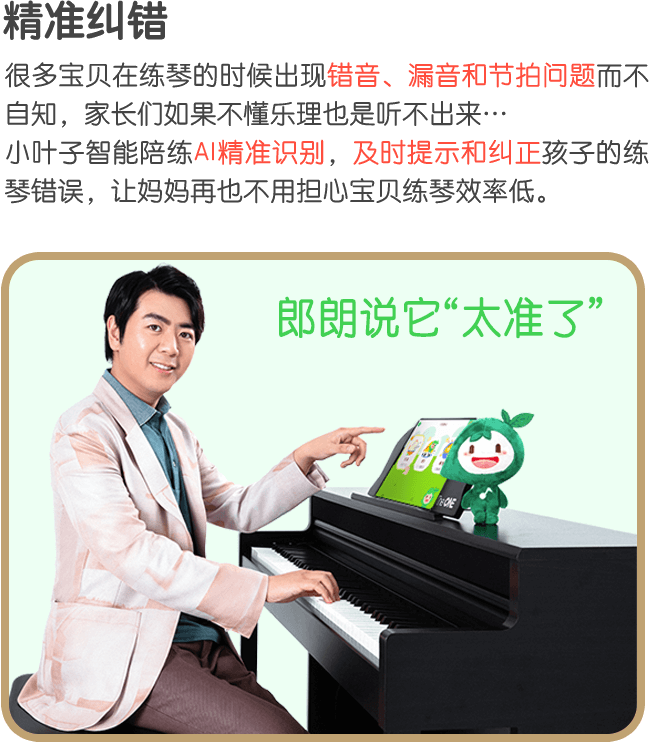 精准纠错
很多宝贝在练琴的时候出现错音、漏音和节拍问题而不
自知，家长们如果不懂乐理也是听不出来…
小叶子智能陪练AI精准识别，及时提示和纠正孩子的练
琴错误，让妈妈再也不用担心宝贝练琴效率低。
郎朗说它“太准了”
The ONE